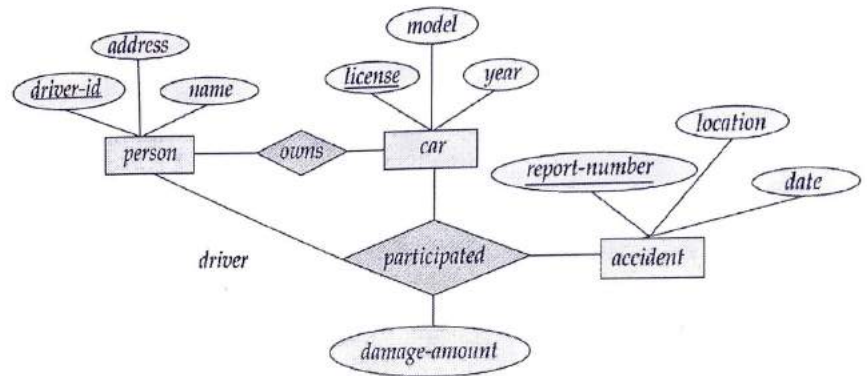 model
address
license
year
driver-id
name
location
person
owns
car
report-number
date
driver
participated
accident
damage-amount